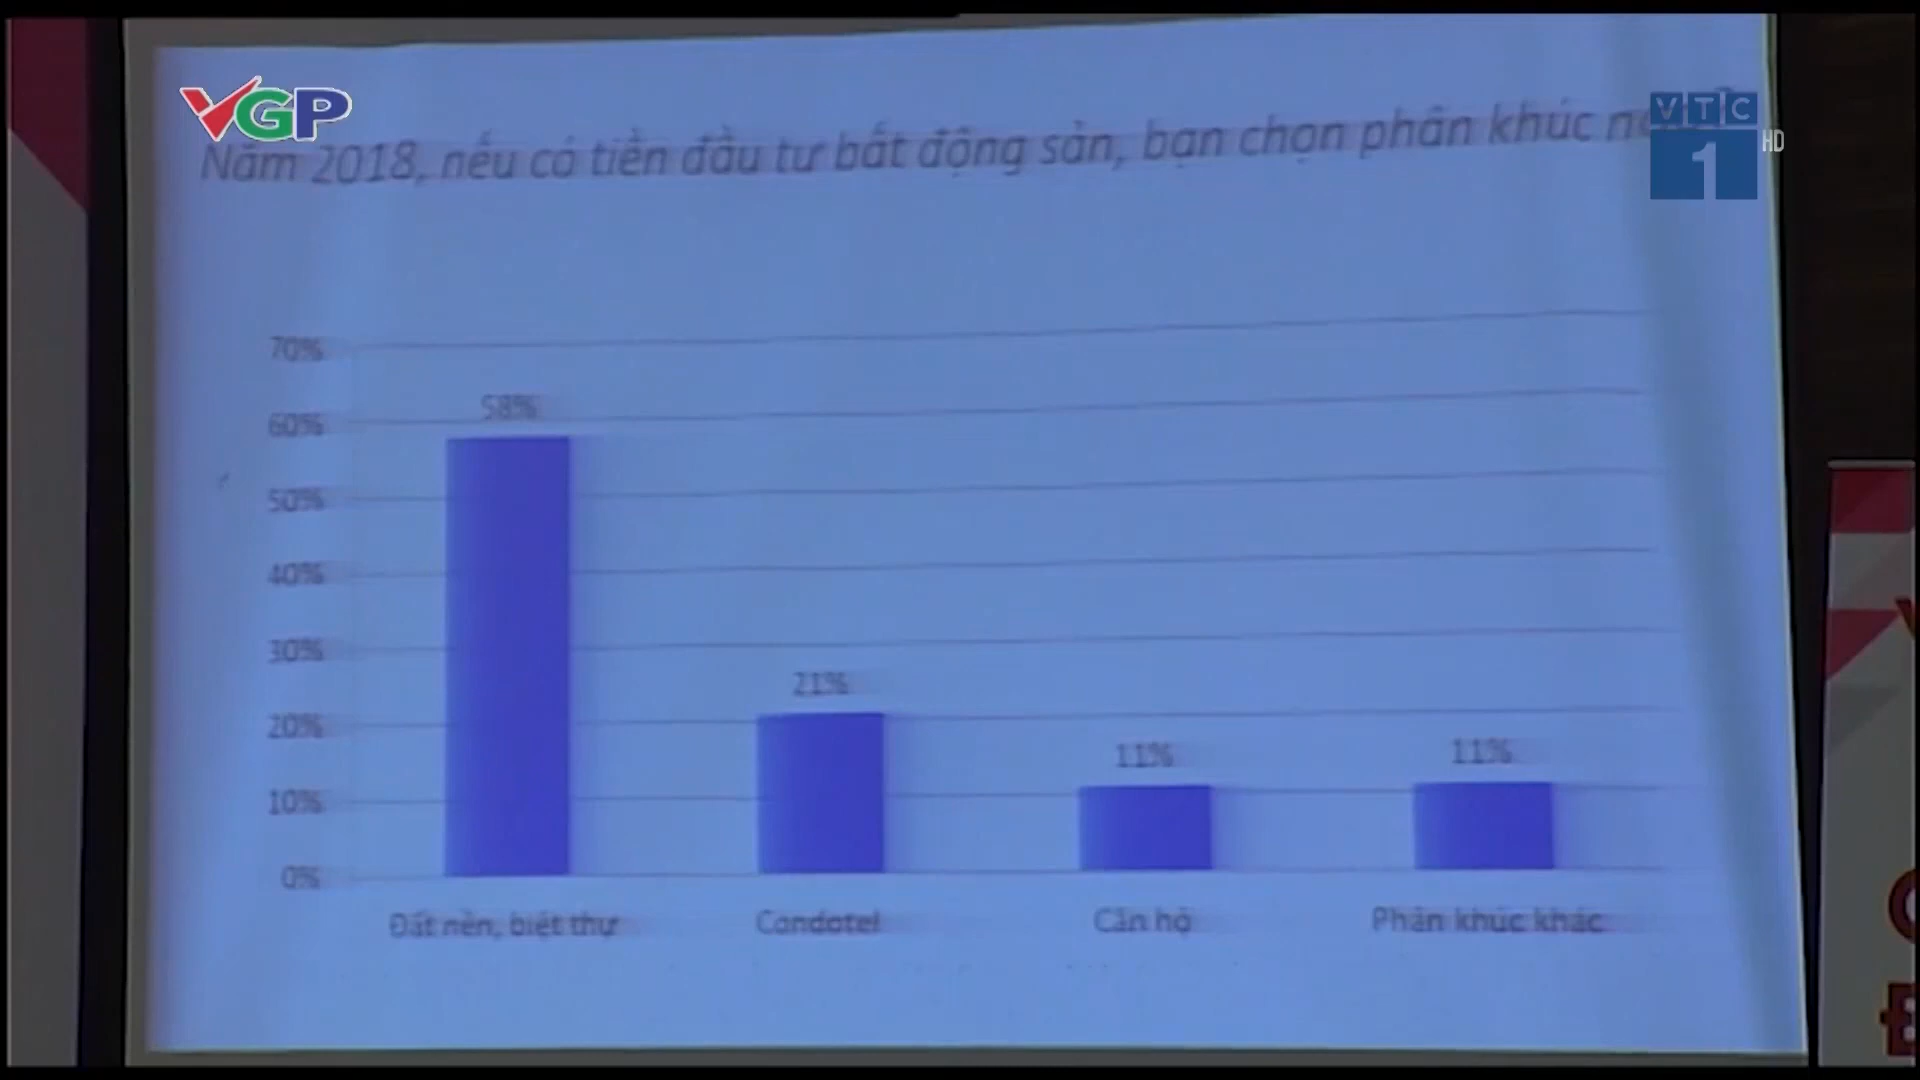 VGP
VTC
1
HD
Năm 2018, nếu có tiền đầu tư bất động sản, bạn chọn phân khúc
70%
60%
50%
40%
30%
20%
10%
0%
58%
21%
11%
11%
Đất nền, biệt thự
Condotel
Căn hộ
Phân khúc khác